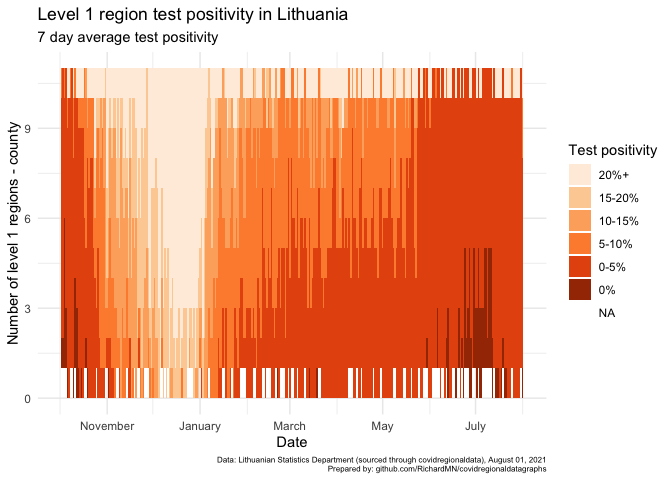 Level 1 region test positivity in Lithuania
7 day average test positivity
Number of level 1 regions - county
9
6
3
0
November
January
March
May
July
Date
Test positivity
20%+
15-20%
10-15%
5-10%
0-5%
0%
NA
Data: Lithuanian Statistics Department (sourced through covidregionaldata), August 01, 2021
Prepared by: github.com/RichardMN/covidregionaldatagraphs